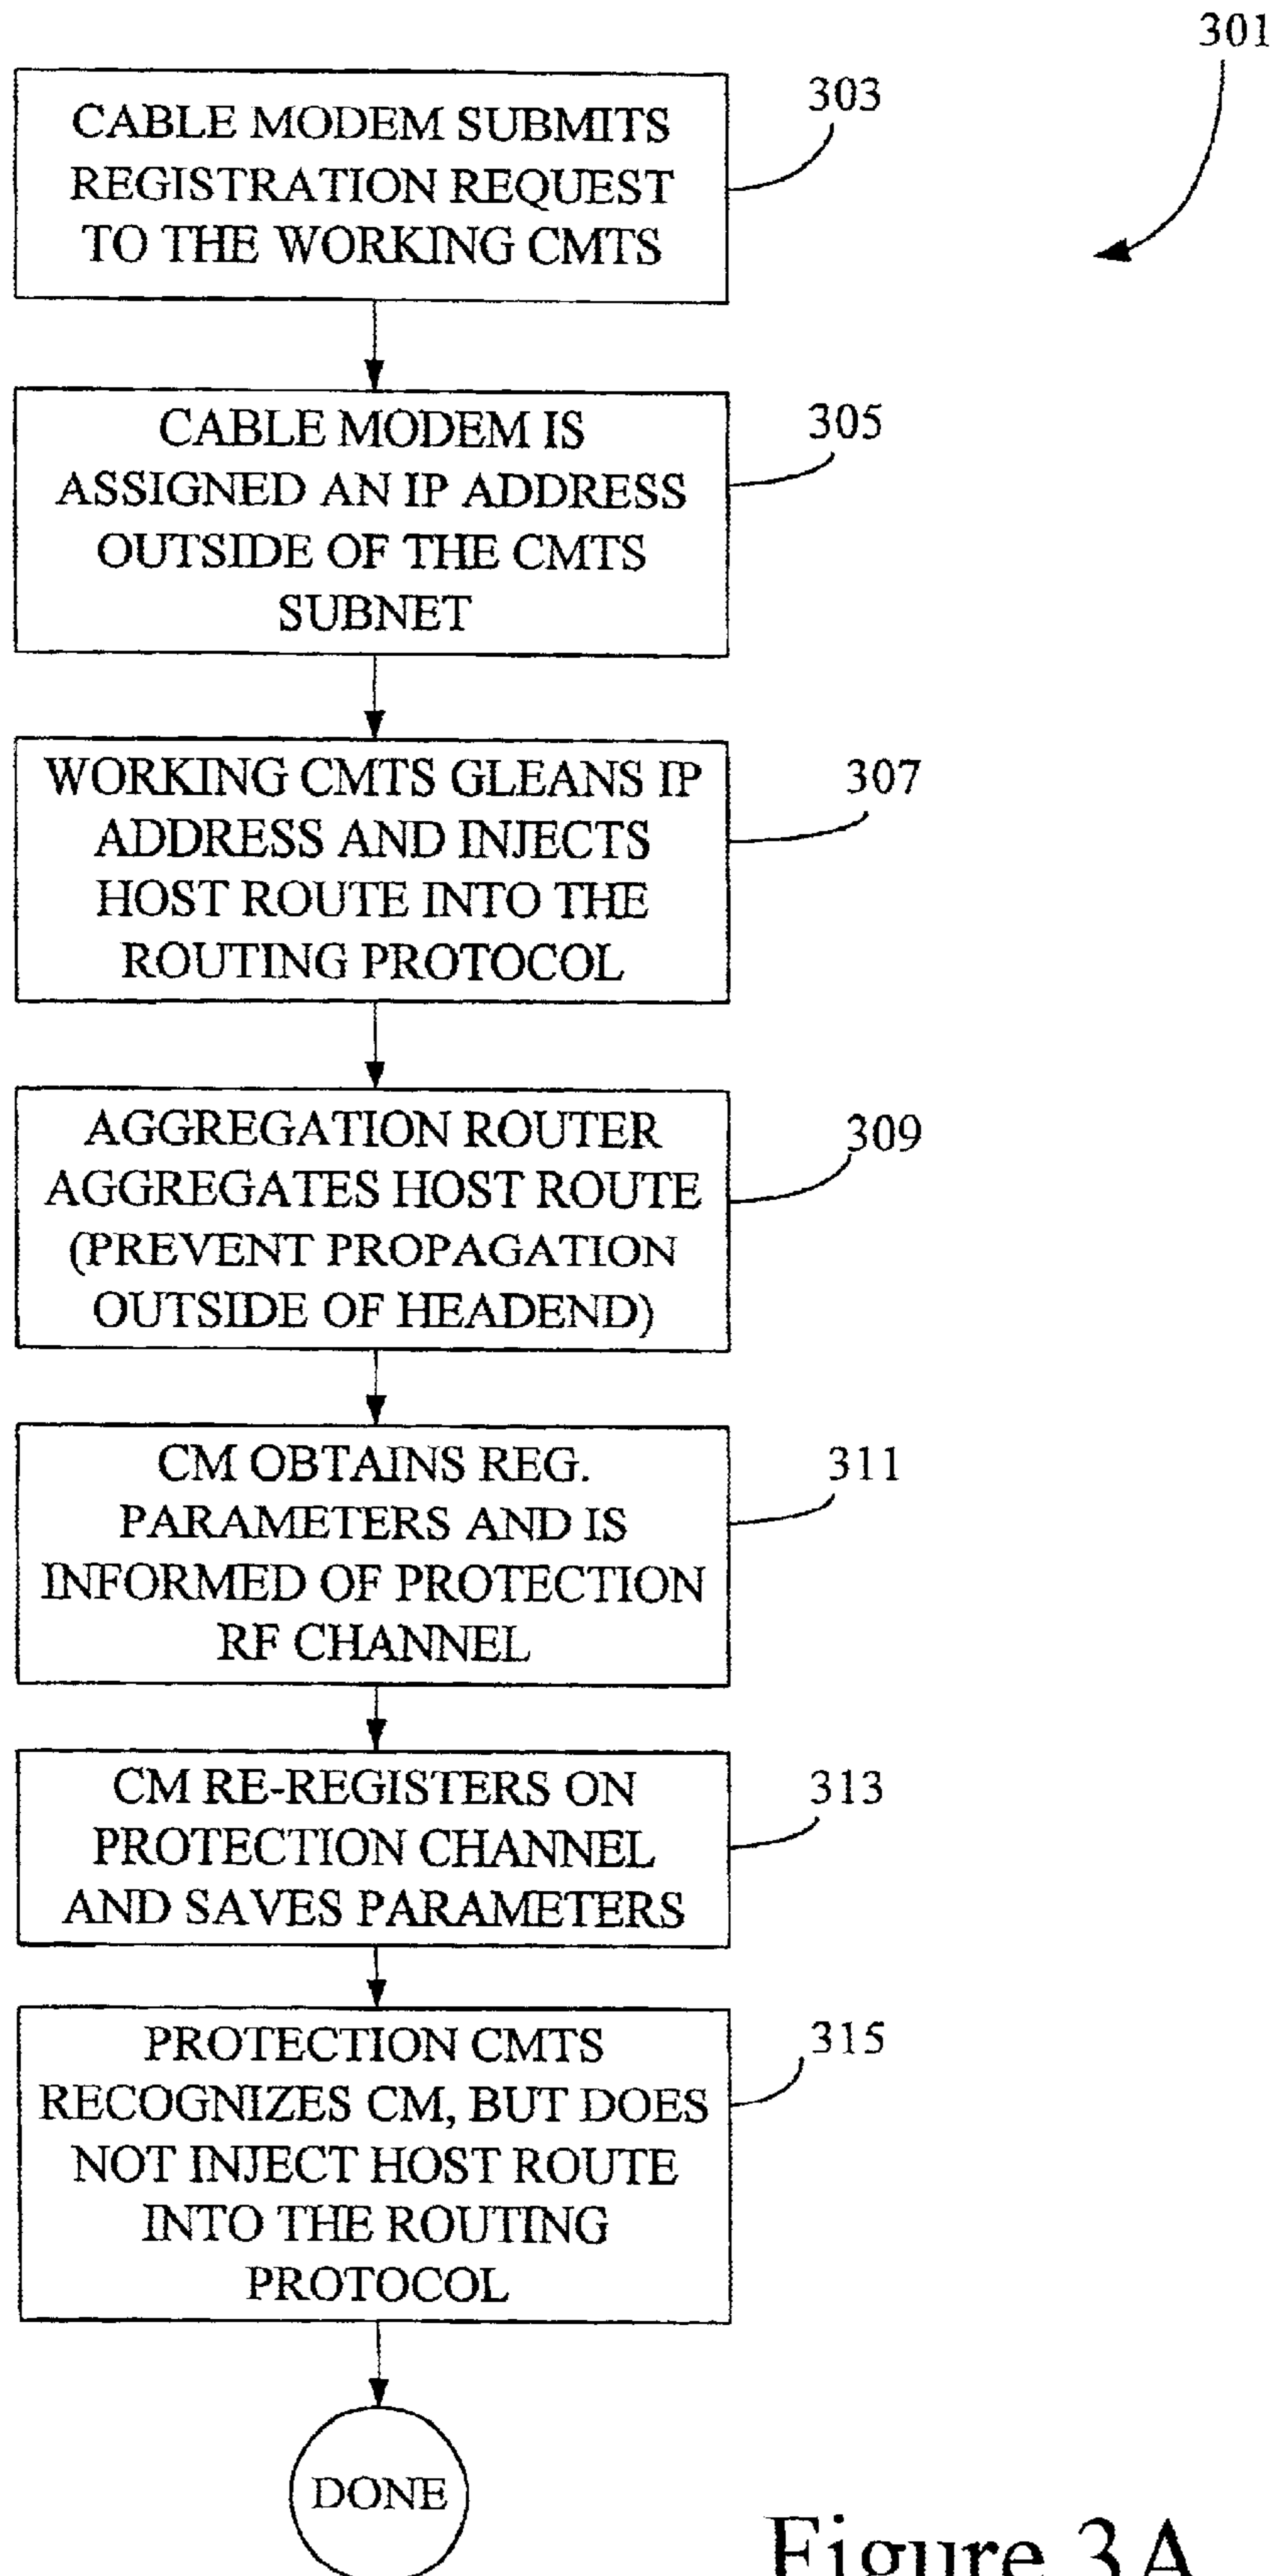 301
303
CABLE MODEM SUBMITS
REGISTRATION REQUEST
TO THE WORKING CMTS
305
CABLE MODEM IS
ASSIGNED AN IP ADDRESS
OUTSIDE OF THE CMTS
SUBNET
307
WORKING CMTS GLEANS IP
ADDRESS AND INJECTS
HOST ROUTE INTO THE
ROUTING PROTOCOL
309
AGGREGATION ROUTER
AGGREGATES HOST ROUTE
(PREVENT PROPAGATION
OUTSIDE OF HEADEND)
311
CM OBTAINS REG.
PARAMETERS AND IS
INFORMED OF PROTECTION
RF CHANNEL
313
CM RE-REGISTERS ON
PROTECTION CHANNEL
AND SAVES PARAMETERS
315
PROTECTION CMTS
RECOGNIZES CM, BUT DOES
NOT INJECT HOST ROUTE
INTO THE ROUTING
PROTOCOL
DONE
Figure 3A